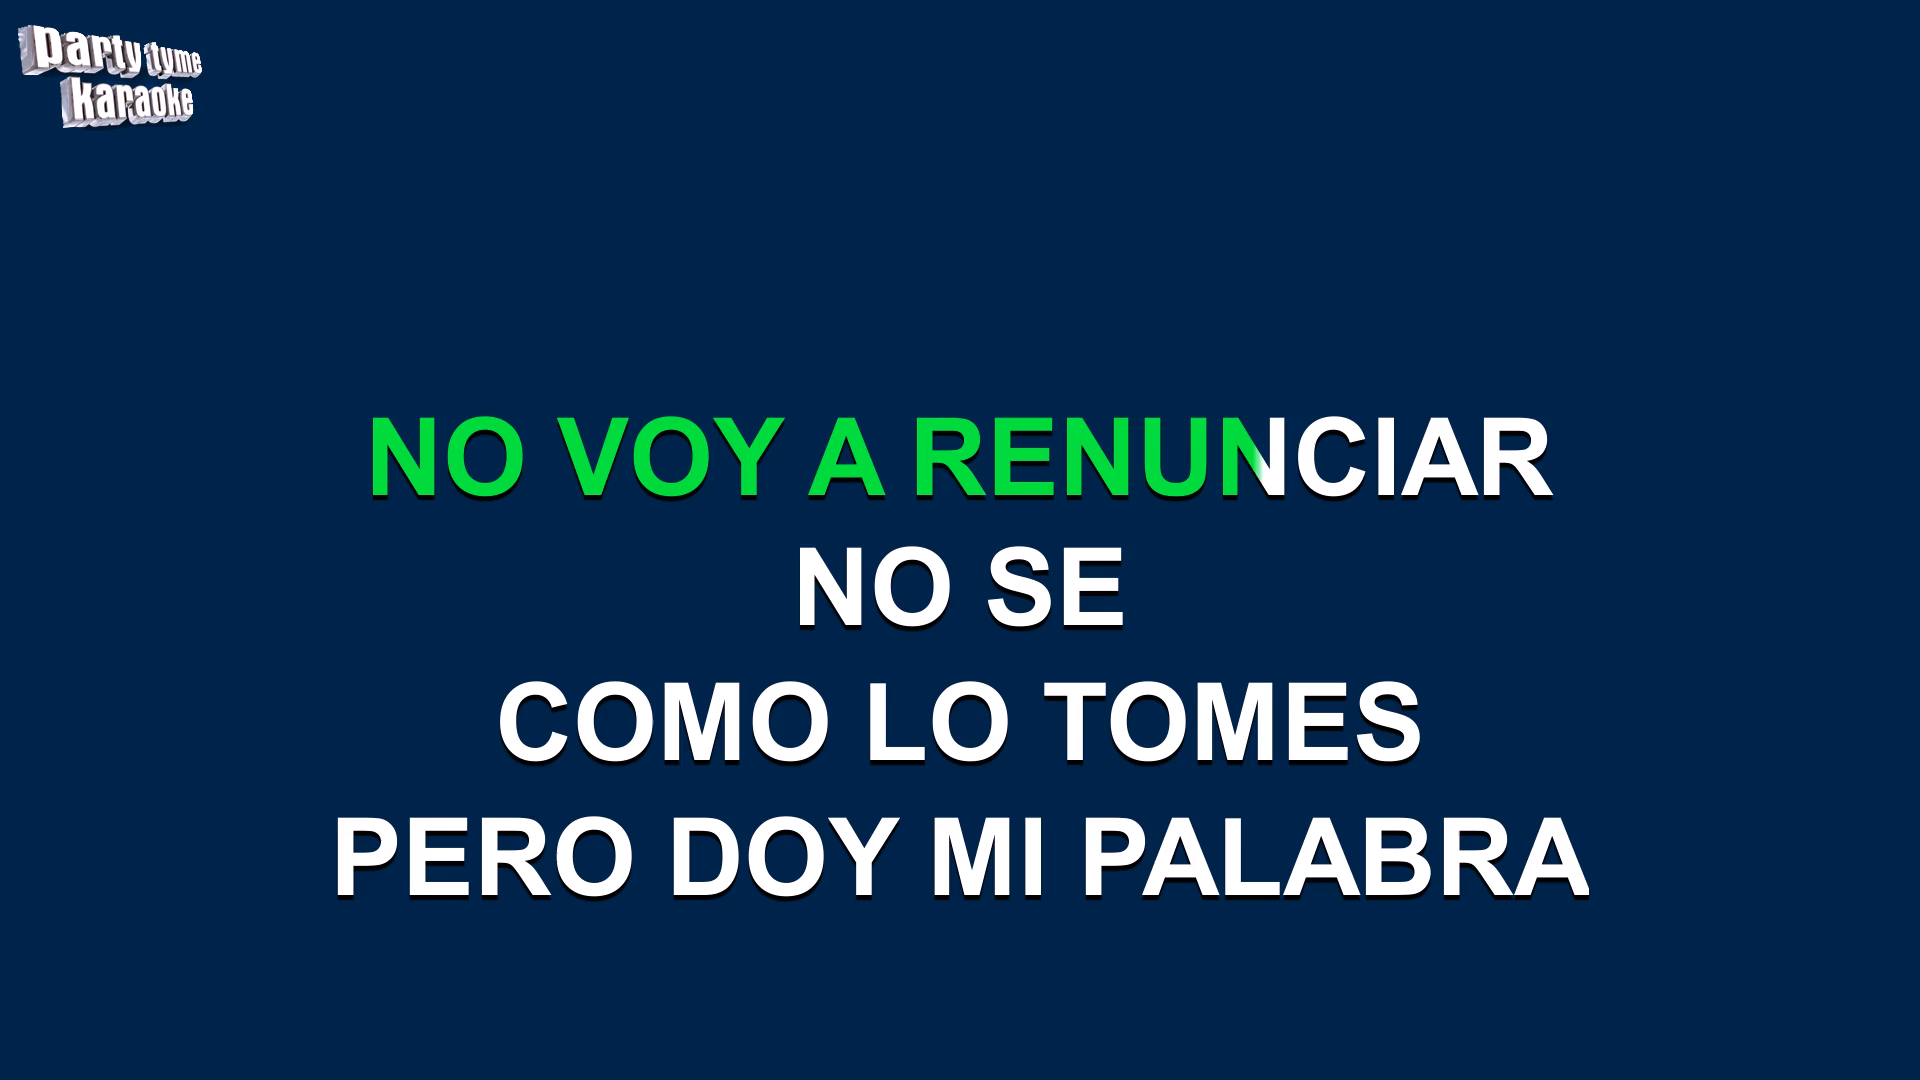 party tyme
karaoke
NO VOY A RENUNCIAR
NO SE
COMO LO TOMES
PERO DOY MI PALABRA